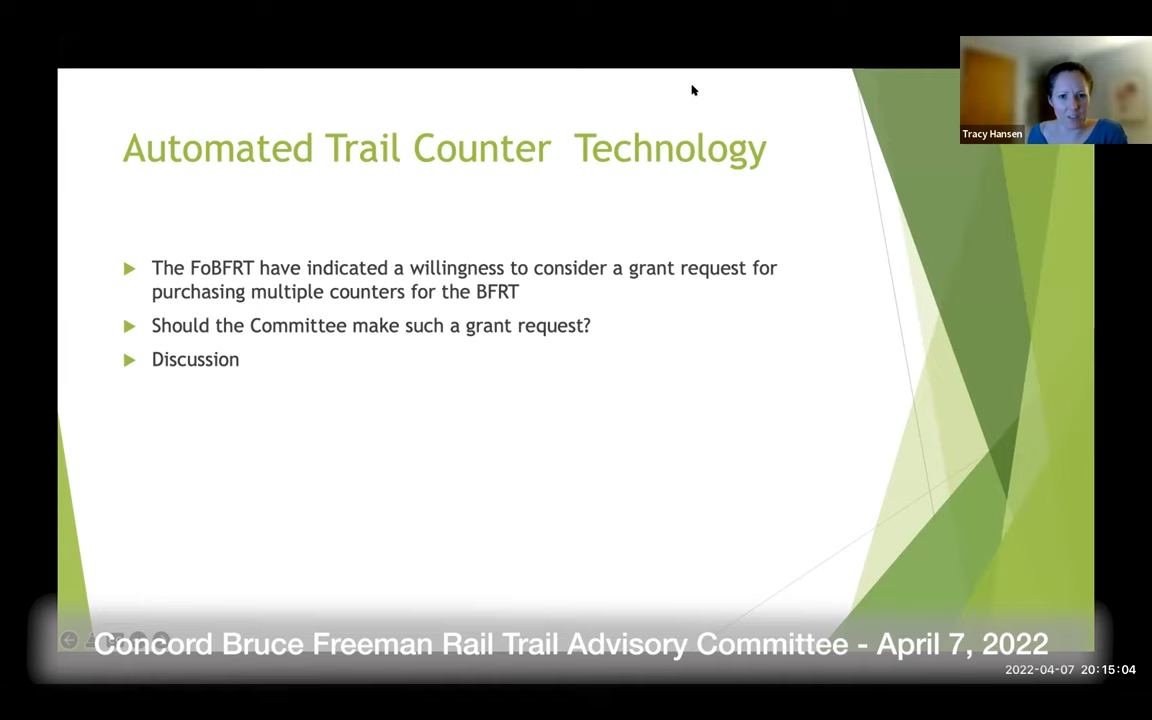 Tracy Hansen
Automated Trail Counter Technology
The FoBFRT have indicated a willingness to consider a grant request for
purchasing multiple counters for the BFRT
Should the Committee make such a grant request?
Discussion
Concord Bruce Freeman Rail Trail Advisory Committee - April 7, 2022
2022-04-07 20:15:04